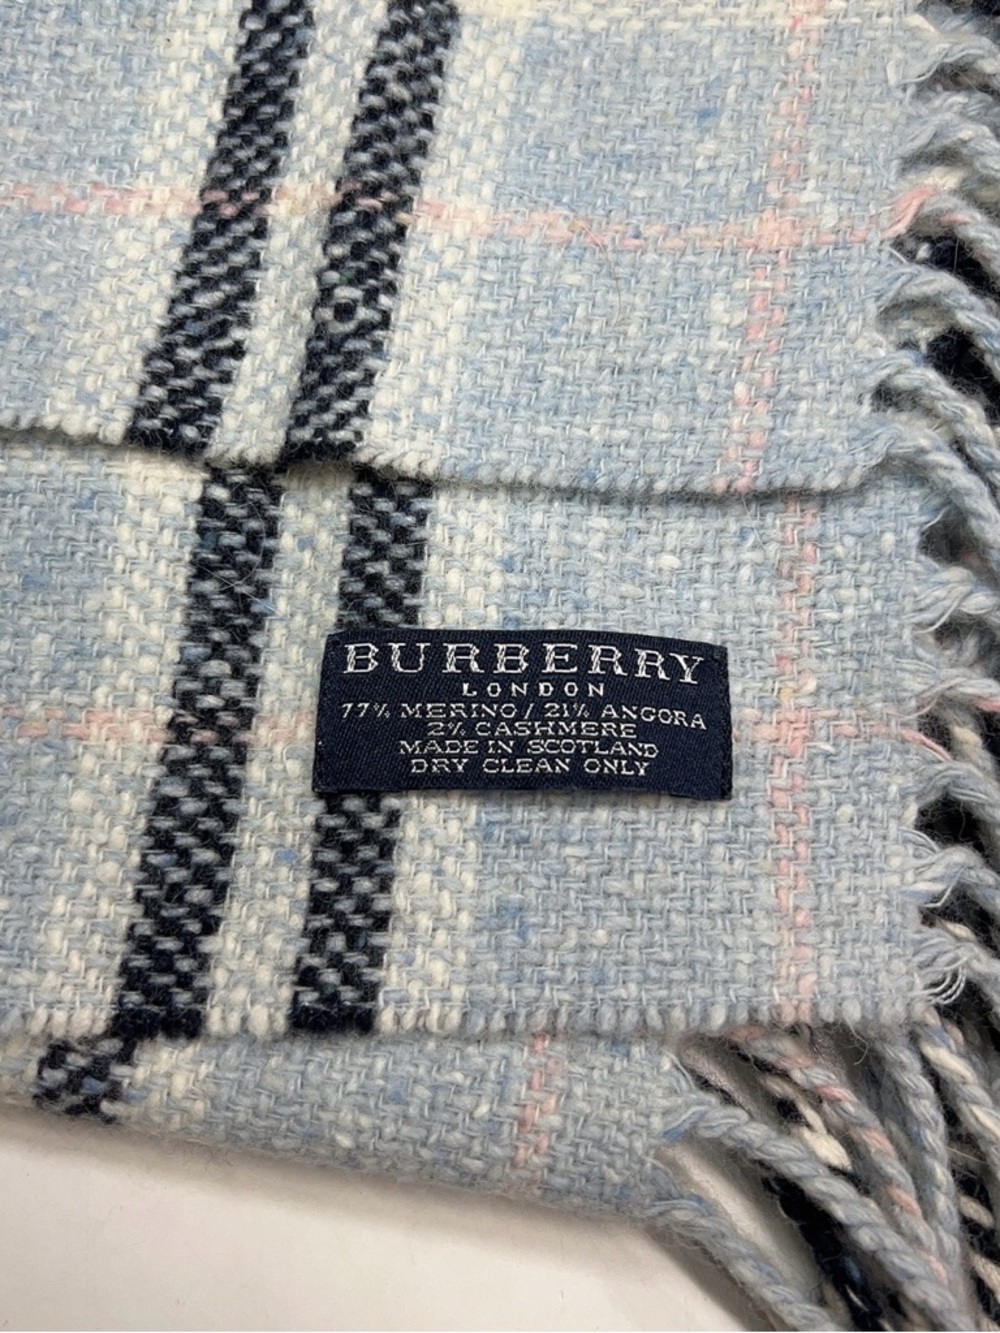 BURBERRY
LONDON
77% MERINO / 21% ANGORA
2% CASHMERE
MADE IN SCOTLAND
DRY CLEAN ONLY